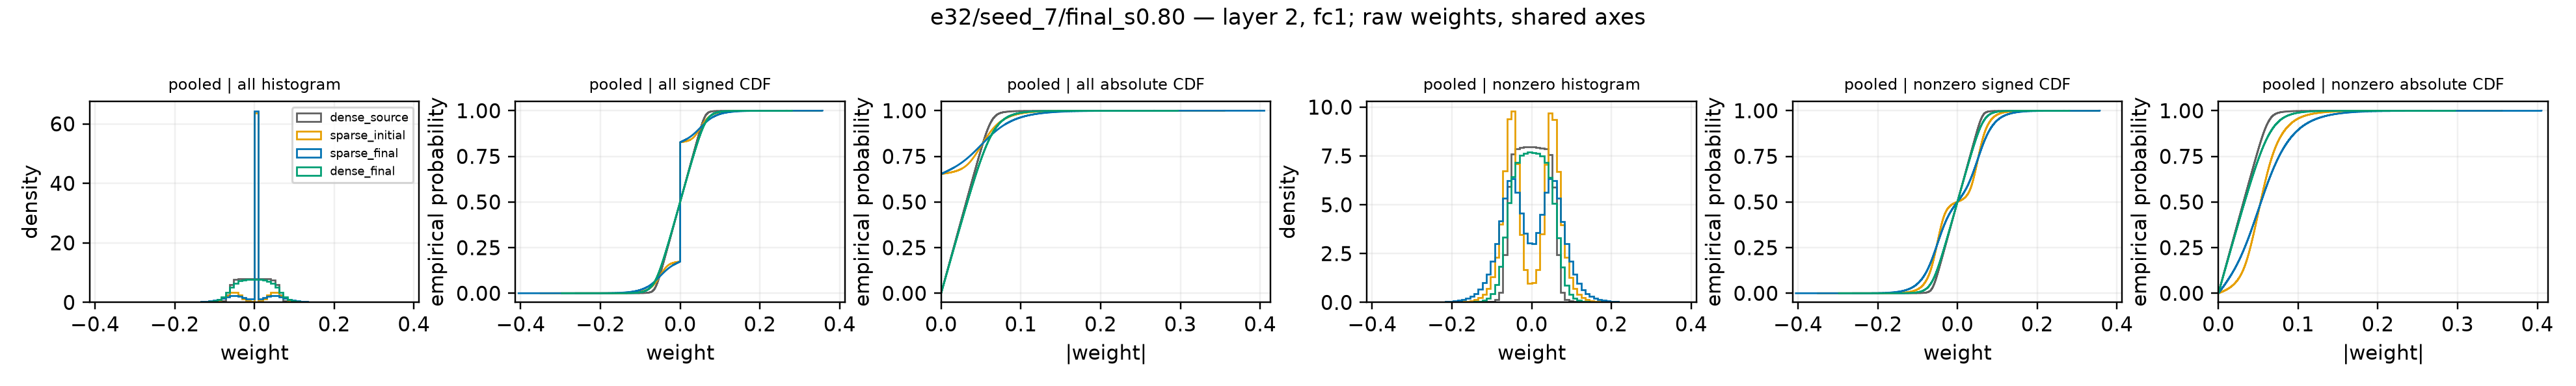 e32/seed_7/final_s0.80 — layer 2, fc1; raw weights, shared axes
pooled | all histogram
density
60
40
20
0
−0.4 −0.2 0.0 0.2 0.4
weight
dense_source
sparse_initial
sparse_final
dense_final
pooled | all signed CDF
empirical probability
1.00
0.75
0.50
0.25
0.00
−0.4 −0.2 0.0 0.2 0.4
weight
pooled | all absolute CDF
empirical probability
1.00
0.75
0.50
0.25
0.00
0.0 0.1 0.2 0.3 0.4
|weight|
pooled | nonzero histogram
density
10.0
7.5
5.0
2.5
0.0
−0.4 −0.2 0.0 0.2 0.4
weight
pooled | nonzero signed CDF
empirical probability
1.00
0.75
0.50
0.25
0.00
−0.4 −0.2 0.0 0.2 0.4
weight
pooled | nonzero absolute CDF
empirical probability
1.00
0.75
0.50
0.25
0.00
0.0 0.1 0.2 0.3 0.4
|weight|